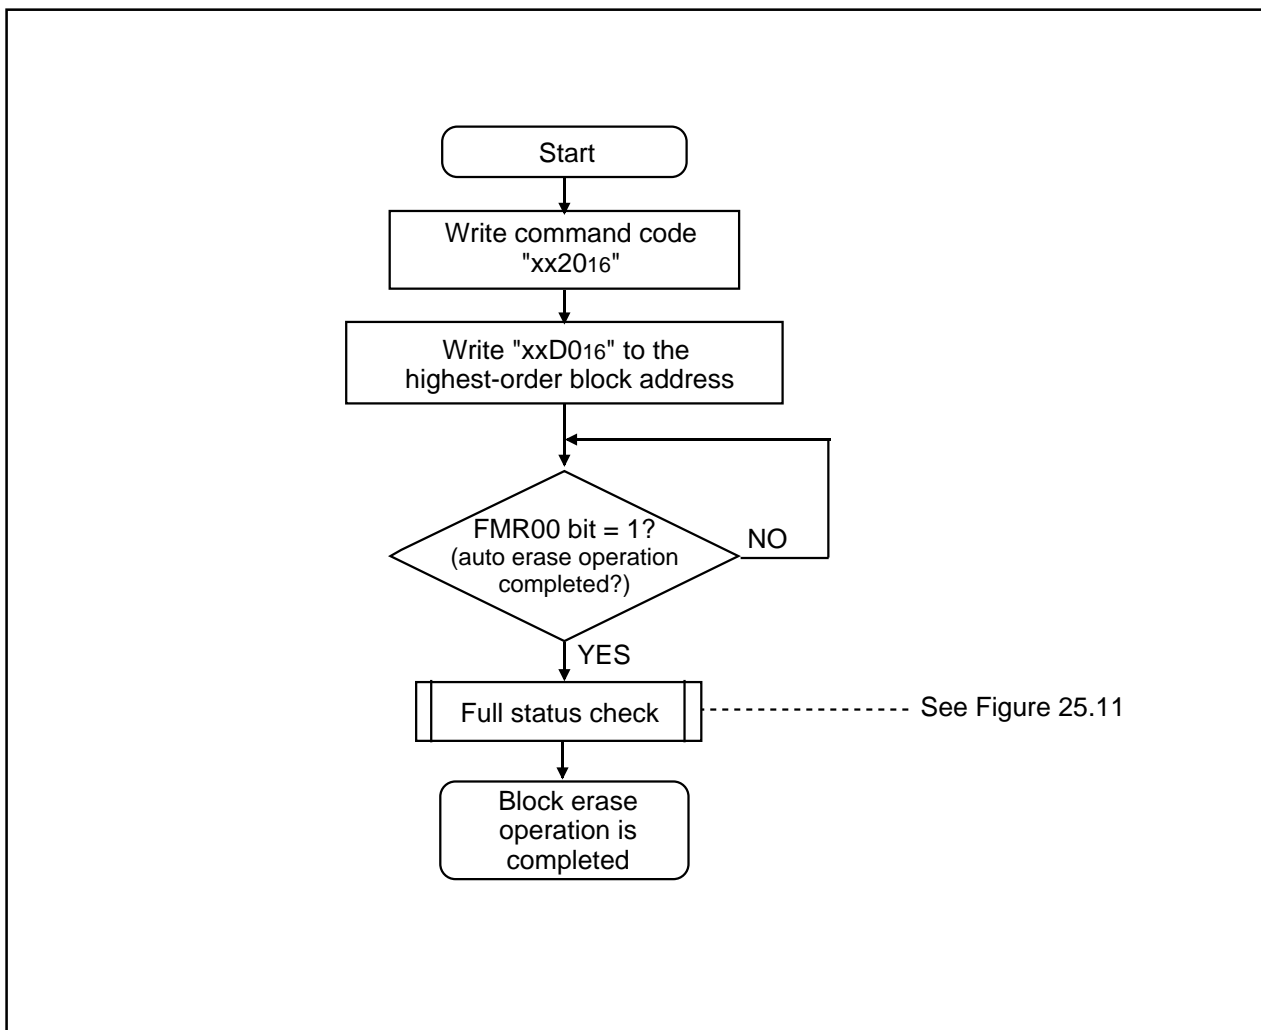 Start
Write command code
"xx2016"
Write "xxD016" to the
highest-order block address
FMR00 bit = 1?
(auto erase operation
completed?)
NO
YES
Full status check
See Figure 25.11
Block erase
operation is
completed